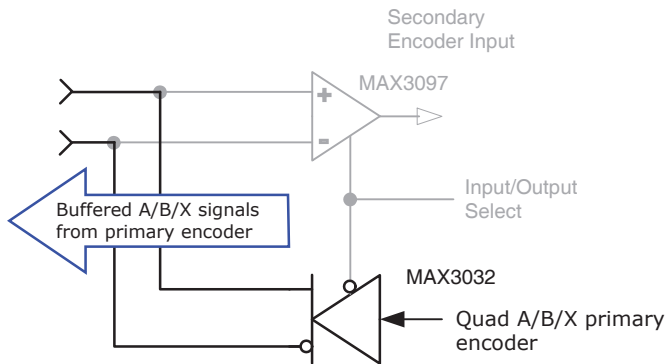 Secondary
Encoder Input
MAX3097
+
-
Input/Output
Select
Buffered A/B/X signals
from primary encoder
MAX3032
Quad A/B/X primary
encoder